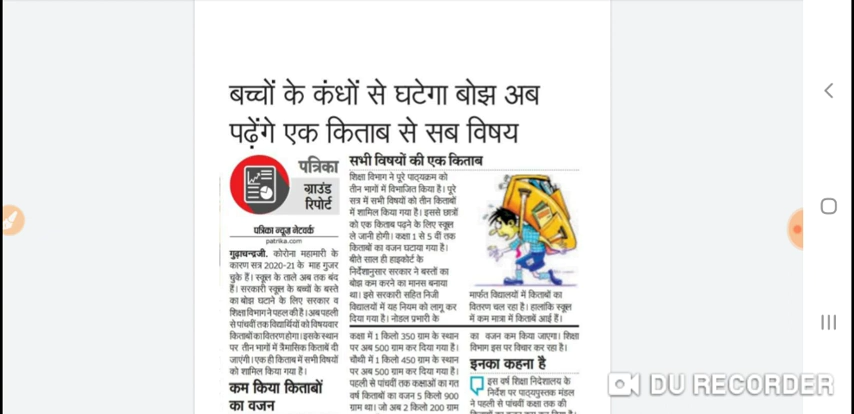 बच्चों के कंधों से घटेगा बोझ अब
पढ़ेंगे एक किताब से सब विषय
पत्रिका
ग्राउंड
रिपोर्ट
पत्रिका न्यूज नेटवर्क
patrika.com
गुढ़ाचन्द्रजी. कोरोना महामारी के
कारण सत्र 2020-21 के माह गुजर
चुके हैं। स्कूल के ताले अब तक बंद
हैं। सरकारी स्कूल के बच्चों के बस्ते
का बोझ घटाने के लिए सरकार व
शिक्षा विभाग ने पहल की है। अब पहली
से पांचवीं तक विद्यार्थियों को विषयवार
किताबों का वितरण होगा। इसके स्थान
पर तीन भागों में त्रैमासिक किताबें दी
जाएंगी। एक ही किताब में सभी विषयों
को शामिल किया गया है।
कम किया किताबों
का वजन
सभी विषयों की एक किताब
शिक्षा विभाग ने पूरे पाठ्यक्रम को
तीन भागों में विभाजित किया है। पूरे
सत्र में सभी विषयों को तीन किताबों
में शामिल किया गया है। इससे छात्रों
को एक किताब पढ़ने के लिए स्कूल
ले जानी होगी। कक्षा 1 से 5 वीं तक
किताबों का वजन घटाया गया है।
बीते साल ही हाइकोर्ट के
निर्देशानुसार सरकार ने बस्तों का
बोझ कम करने का मानस बनाया
था। इसे सरकारी सहित निजी
विद्यालयों में यह नियम को लागू कर
दिया गया है। नोडल प्रभारी के
मार्फत विद्यालयों में किताबों का
वितरण चल रहा है। हालांकि स्कूल
में कम मात्रा में किताबें आई हैं।
कक्षा में 1 किलो 350 ग्राम के स्थान
पर अब 500 ग्राम कर दिया गया है।
चौथी में 1 किलो 450 ग्राम के स्थान
पर अब 500 ग्राम कर दिया गया है।
पहली से पांचवीं तक कक्षाओं का गत
वर्ष किताबों का वजन 5 किलो 900
ग्राम था। जो अब 2 किलो 200 ग्राम
का वजन कम किया जाएगा। शिक्षा
विभाग इस पर विचार कर रहा है।
इनका कहना है
इस वर्ष शिक्षा निदेशालय के
निर्देश पर पाठ्यपुस्तक मंडल
ने पहली से पांचवीं कक्षा तक की
DU RECORDER